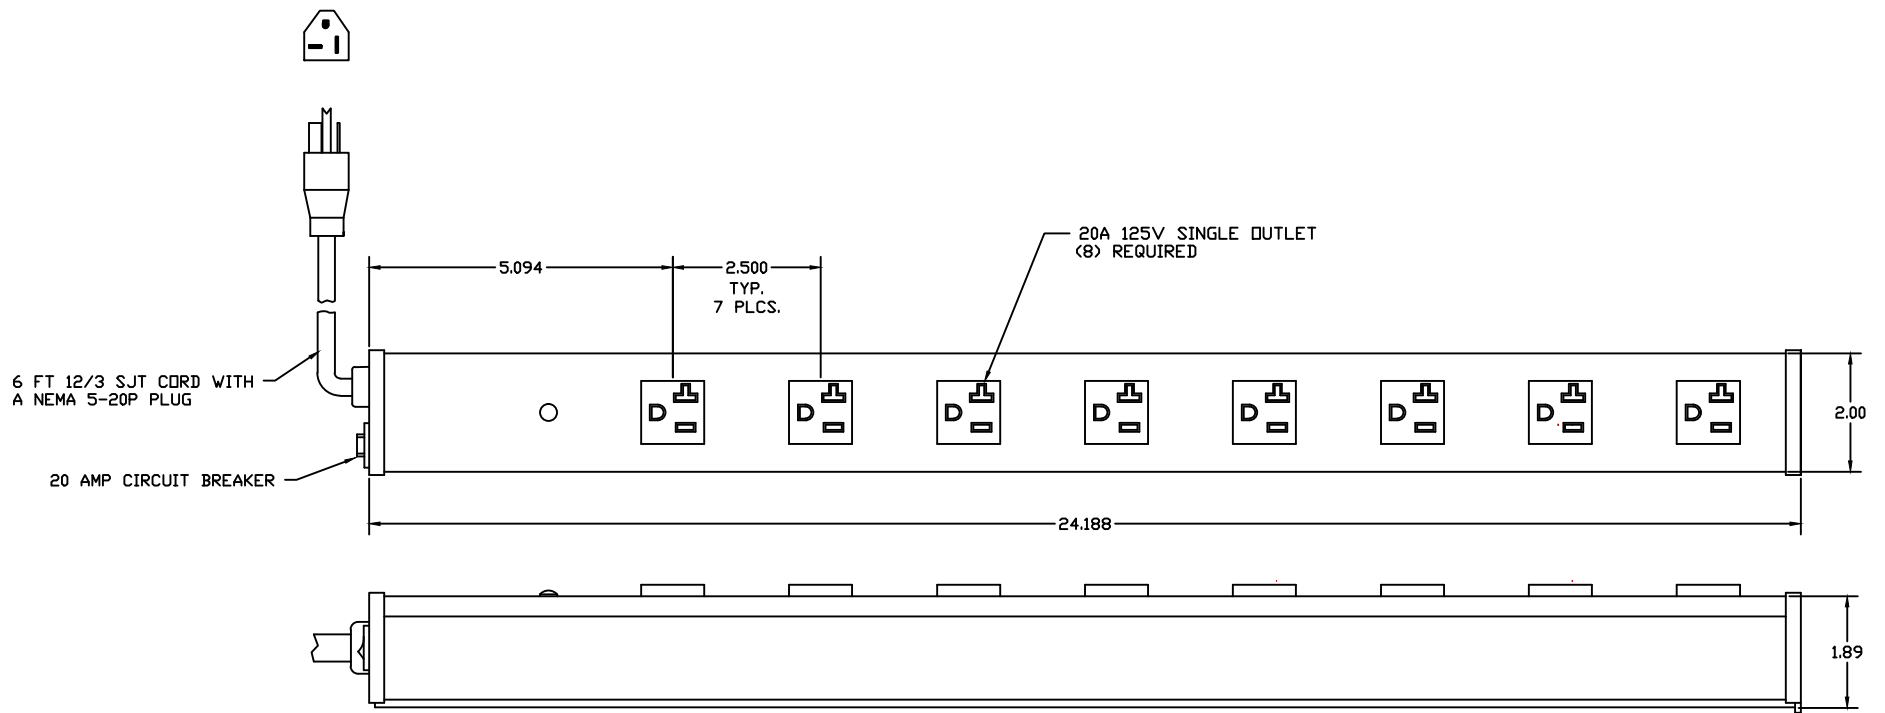 20A 125V SINGLE OUTLET
(8) REQUIRED
5.094
2.500
TYP.
7 PLCS.
6 FT 12/3 SJT CORD WITH
A NEMA 5-20P PLUG
2.00
20 AMP CIRCUIT BREAKER
24.188
1.89